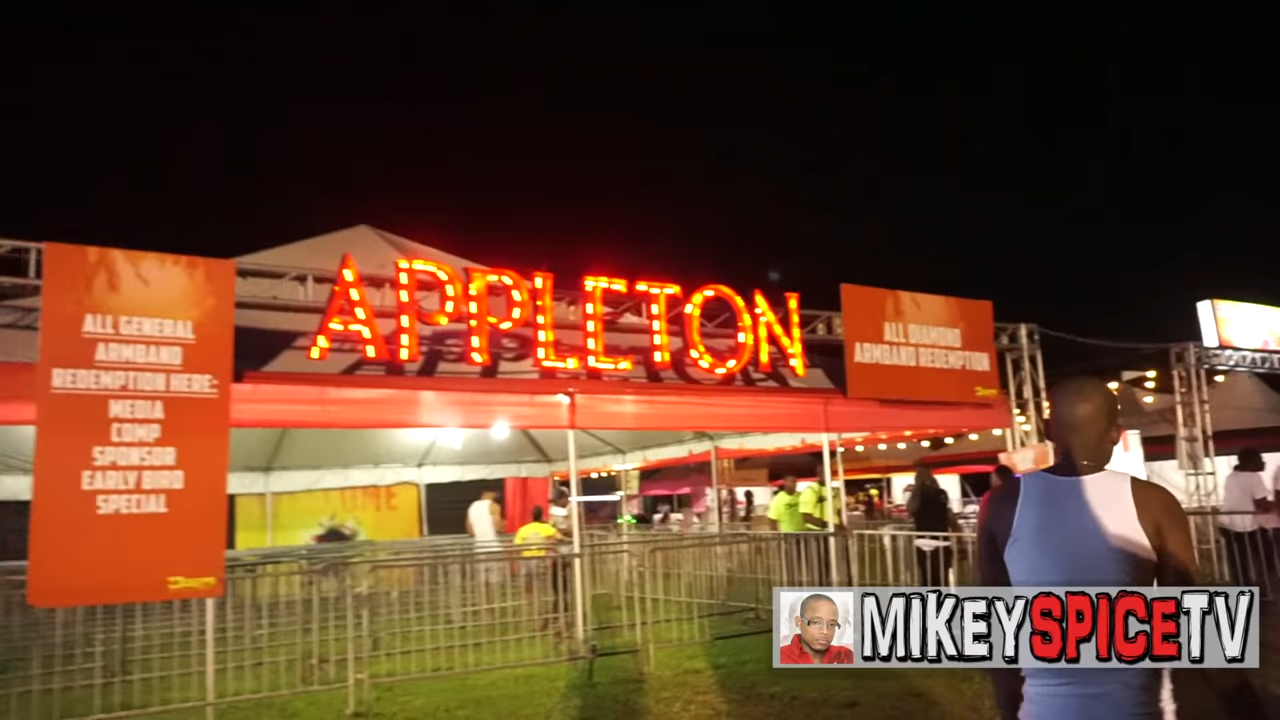 APPLETON
ALL GENERAL
ARMBAND
REDEMPTION HERE:
MEDIA
COMP
SPONSOR
EARLY BIRD
SPECIAL
ALL DIAMOND
ARMBAND REDEMPTION
MIKEYSPICETV